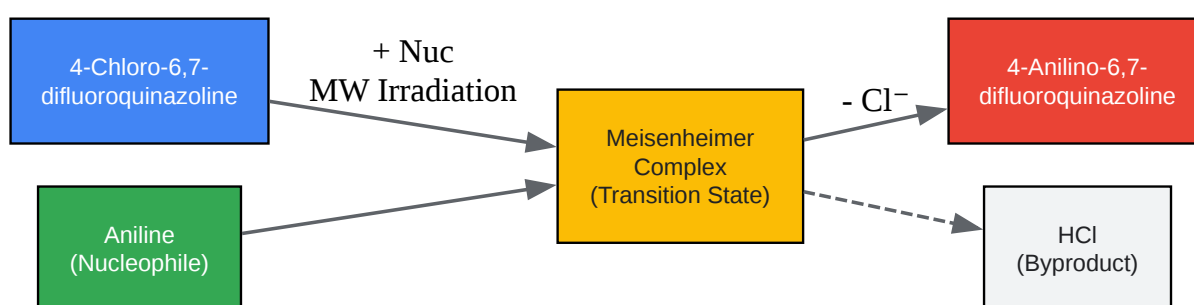 4-Chloro-6,7-
difluoroquinazoline
+ Nuc
MW Irradiation
Aniline
(Nucleophile)
Meisenheimer
Complex
(Transition State)
- Cl⁻
4-Anilino-6,7-
difluoroquinazoline
HCl
(Byproduct)